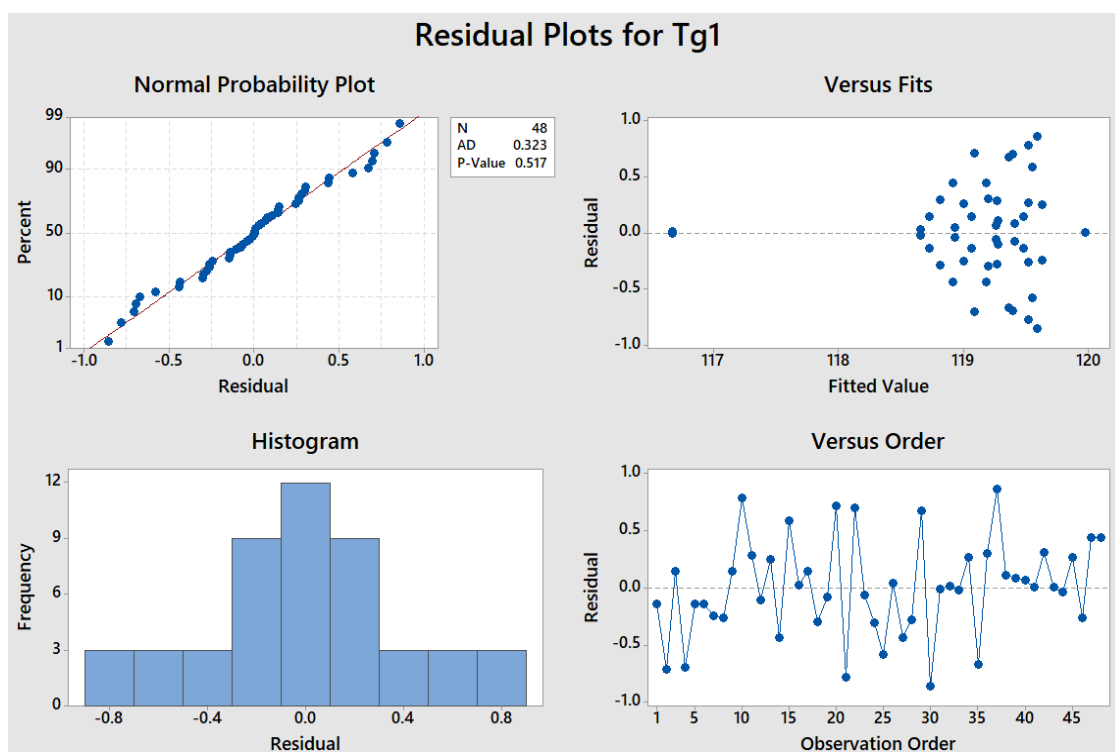 Residual Plots for Tg1
Normal Probability Plot
99
90
50
10
1
Percent
-1.0 -0.5 0.0 0.5 1.0
Residual
N 48
AD 0.323
P-Value 0.517
Versus Fits
1.0
0.5
0.0
-0.5
-1.0
Residual
117 118 119 120
Fitted Value
Histogram
12
9
6
3
0
Frequency
-0.8 -0.4 0.0 0.4 0.8
Residual
Versus Order
1.0
0.5
0.0
-0.5
-1.0
Residual
1 5 10 15 20 25 30 35 40 45
Observation Order